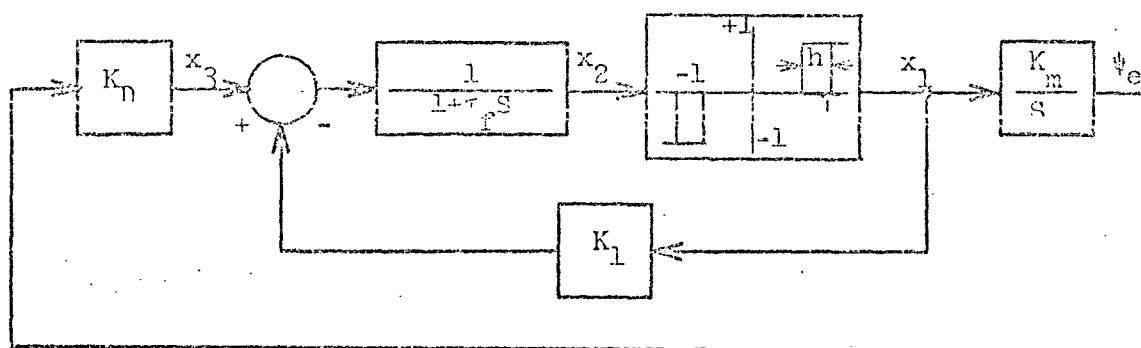 K_n
x_3
+
-
1
1+τ_f S
x_2
+1
-1
h
-1
x_1
K_m
S
ψ_e
K_1